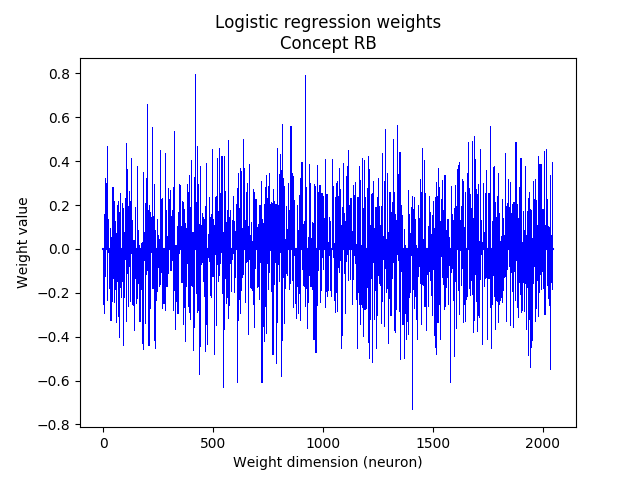 Logistic regression weights
Concept RB
0.8
0.6
0.4
0.2
0.0
−0.2
−0.4
−0.6
−0.8
Weight value
0 500 1000 1500 2000
Weight dimension (neuron)